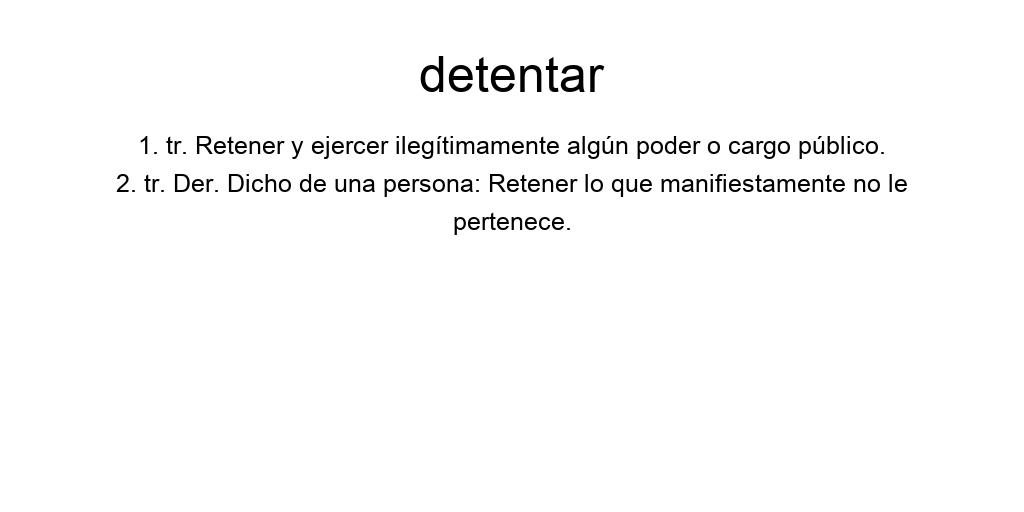 detentar
1. tr. Retener y ejercer ilegítimamente algún poder o cargo público.
2. tr. Der. Dicho de una persona: Retener lo que manifiestamente no le
pertenece.